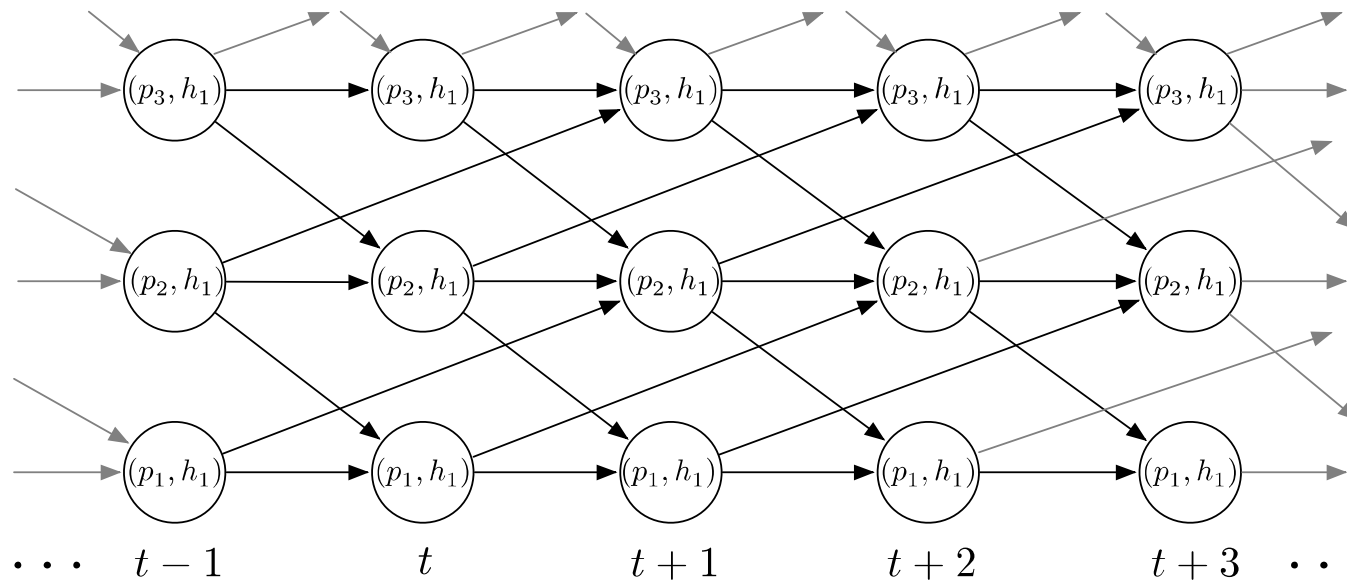 (p₃, h₁) (p₃, h₁) (p₃, h₁) (p₃, h₁) (p₃, h₁)
(p₂, h₁) (p₂, h₁) (p₂, h₁) (p₂, h₁) (p₂, h₁)
(p₁, h₁) (p₁, h₁) (p₁, h₁) (p₁, h₁) (p₁, h₁)
··· t − 1 t t + 1 t + 2 t + 3 ··